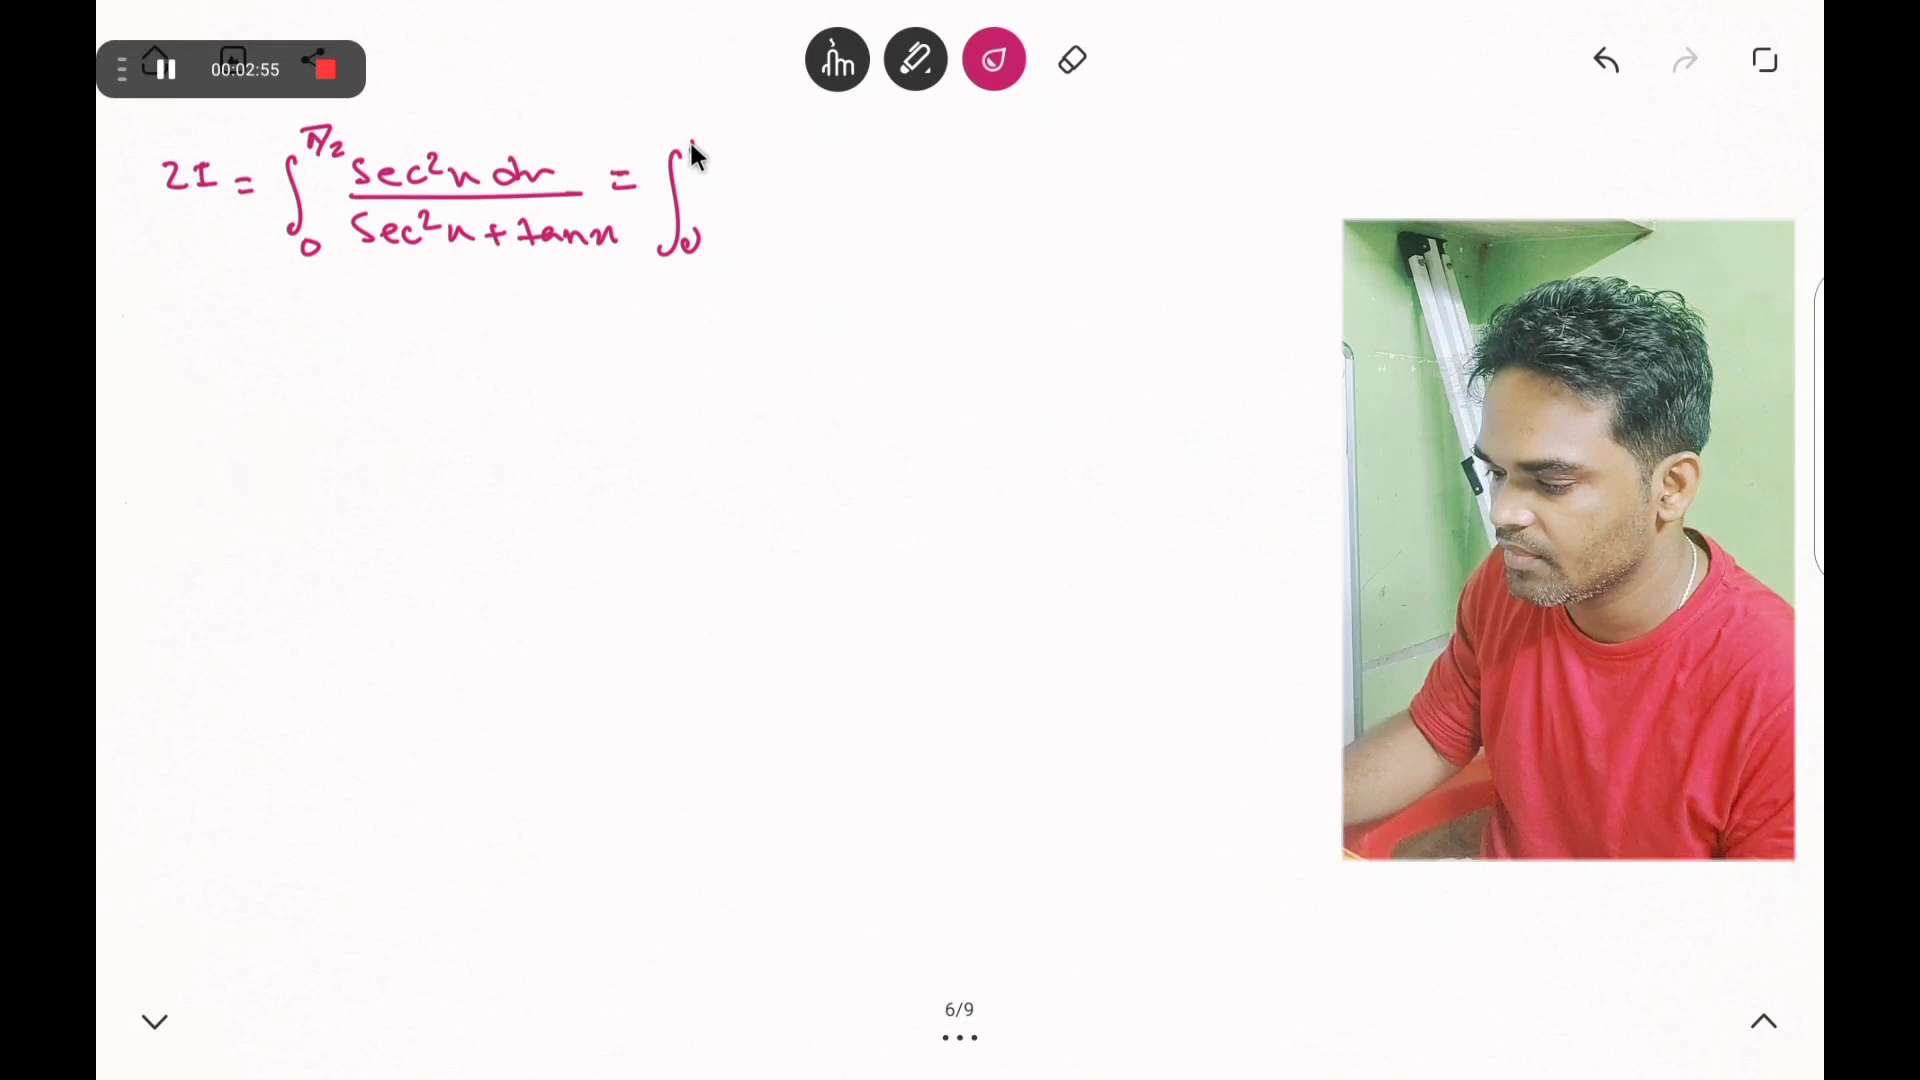 00:02:55
2I = ∫₀^{π/2} sec²x dx / sec²x + tanx = ∫₀
6/9